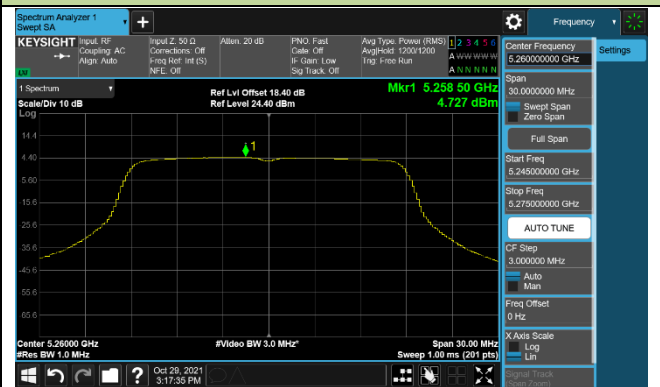 Spectrum Analyzer 1
Swept SA
+
Frequency
KEYSIGHT
LXI
Input: RF
Coupling: AC
Align: Auto
Input Z: 50 Ω
Corrections: Off
Freq Ref: Int (S)
NFE: Off
Atten: 20 dB
PNO: Fast
Gate: Off
IF Gain: Low
Sig Track: Off
Avg Type: Power (RMS)
Avg|Hold: 1200/1200
Trig: Free Run
1 2 3 4 5 6
A W W W W W
A N N N N N
1 Spectrum
Scale/Div 10 dB
Log
Ref Lvl Offset 18.40 dB
Ref Level 24.40 dBm
Mkr1 5.258 50 GHz
4.727 dBm
1
14.4
4.40
-5.60
-15.6
-25.6
-35.6
-45.6
-55.6
-65.6
Center 5.26000 GHz
#Res BW 1.0 MHz
#Video BW 3.0 MHz*
Span 30.00 MHz
Sweep 1.00 ms (201 pts)
Oct 29, 2021
3:17:35 PM
Center Frequency
5.260000000 GHz
Span
30.0000000 MHz
Swept Span
Zero Span
Full Span
Start Freq
5.245000000 GHz
Stop Freq
5.275000000 GHz
AUTO TUNE
CF Step
3.000000 MHz
Auto
Man
Freq Offset
0 Hz
X Axis Scale
Log
Lin
Signal Track
(Span Zoom)
Settings